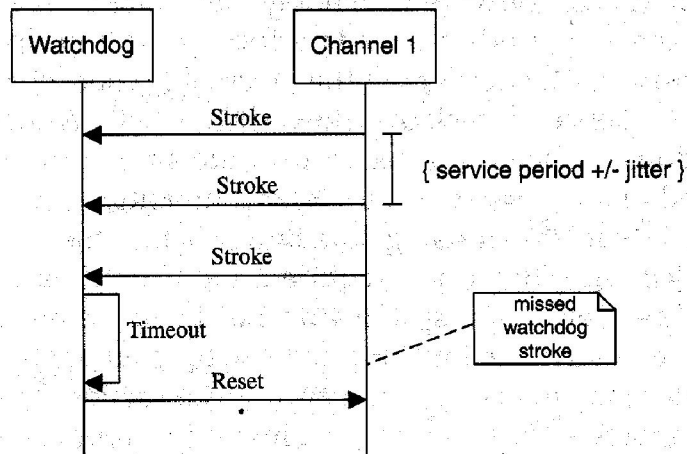 Watchdog
Channel 1
Stroke
{ service period +/- jitter }
Stroke
Stroke
missed
watchdog
stroke
Timeout
Reset